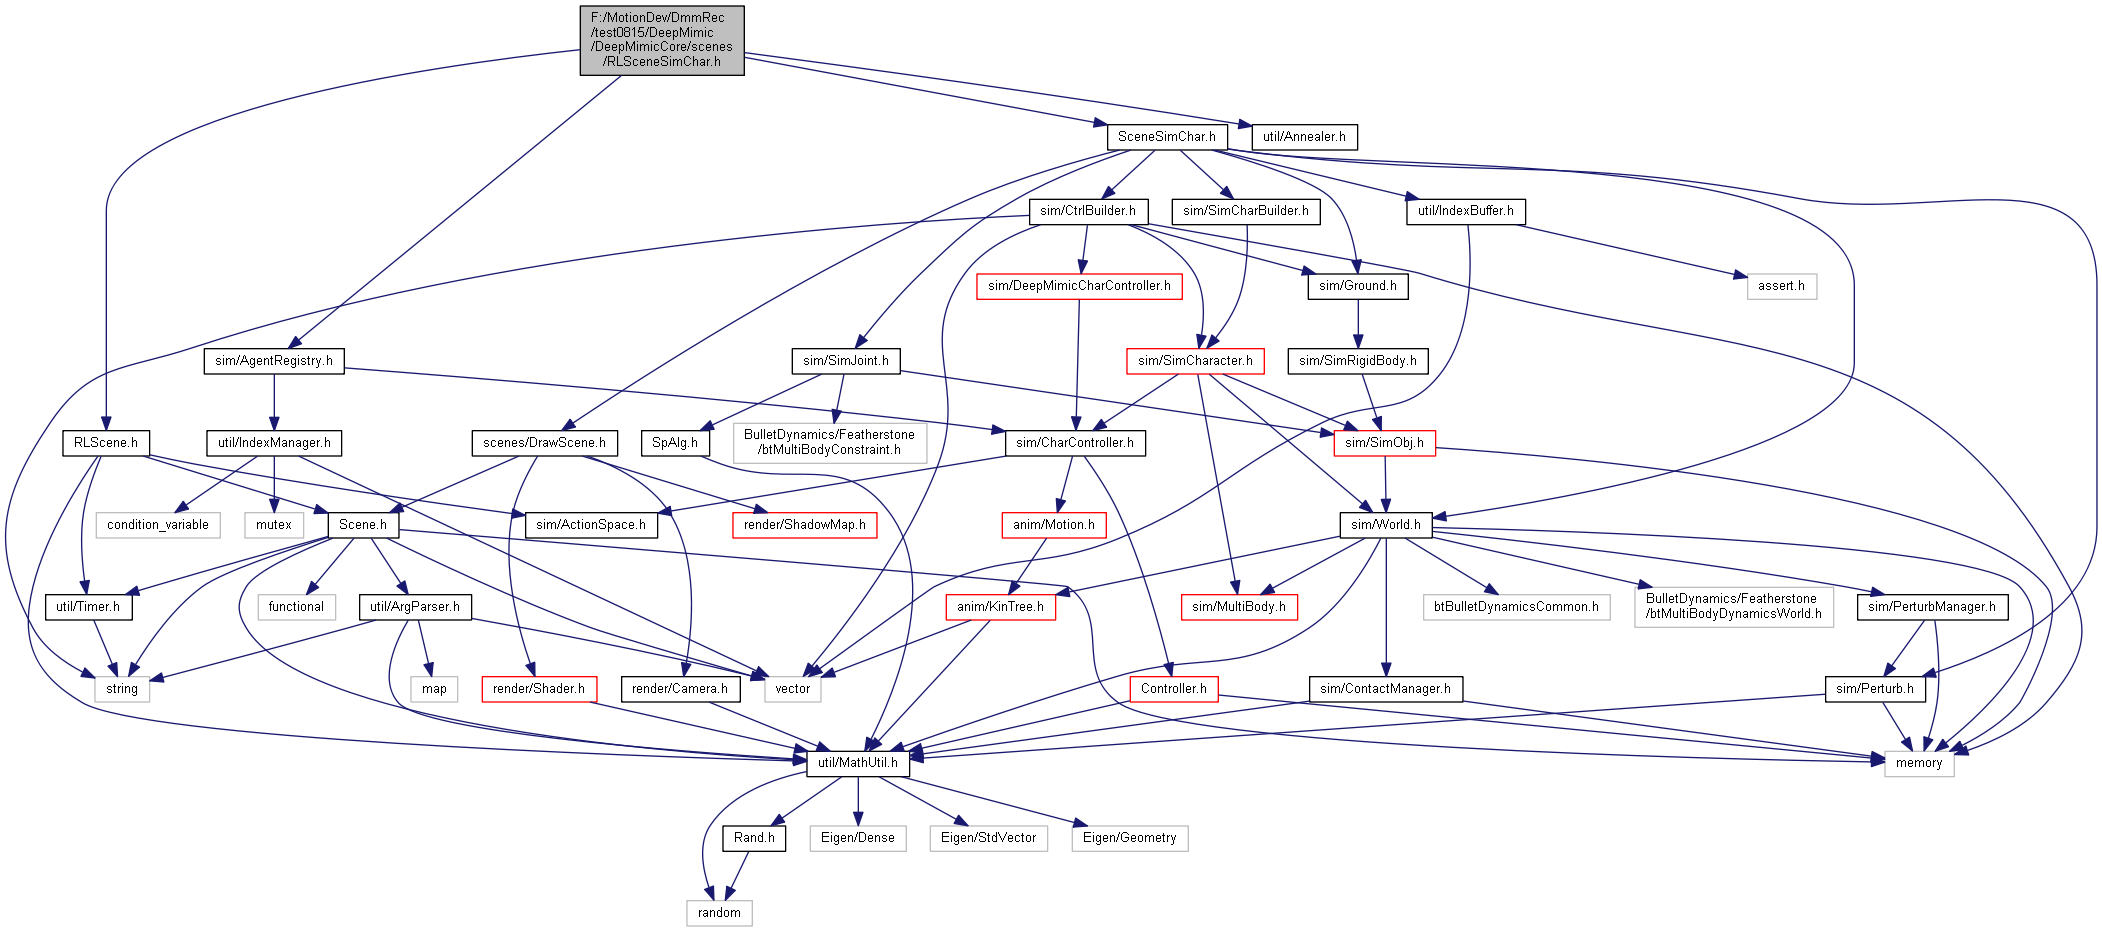 F:/MotionDev/DmmRec
/test0815/DeepMimic
/DeepMimicCore/scenes
/RLSceneSimChar.h
SceneSimChar.h
util/Annealer.h
sim/CtrlBuilder.h
sim/SimCharBuilder.h
util/IndexBuffer.h
sim/DeepMimicCharController.h
sim/Ground.h
assert.h
sim/AgentRegistry.h
sim/SimJoint.h
sim/SimCharacter.h
sim/SimRigidBody.h
RLScene.h
util/IndexManager.h
scenes/DrawScene.h
SpAlg.h
BulletDynamics/Featherstone
/btMultiBodyConstraint.h
sim/CharController.h
sim/SimObj.h
condition_variable
mutex
Scene.h
sim/ActionSpace.h
render/ShadowMap.h
anim/Motion.h
sim/World.h
util/Timer.h
functional
util/ArgParser.h
anim/KinTree.h
sim/MultiBody.h
btBulletDynamicsCommon.h
BulletDynamics/Featherstone
/btMultiBodyDynamicsWorld.h
sim/PerturbManager.h
string
map
render/Shader.h
render/Camera.h
vector
Controller.h
sim/ContactManager.h
sim/Perturb.h
util/MathUtil.h
memory
Rand.h
Eigen/Dense
Eigen/StdVector
Eigen/Geometry
random